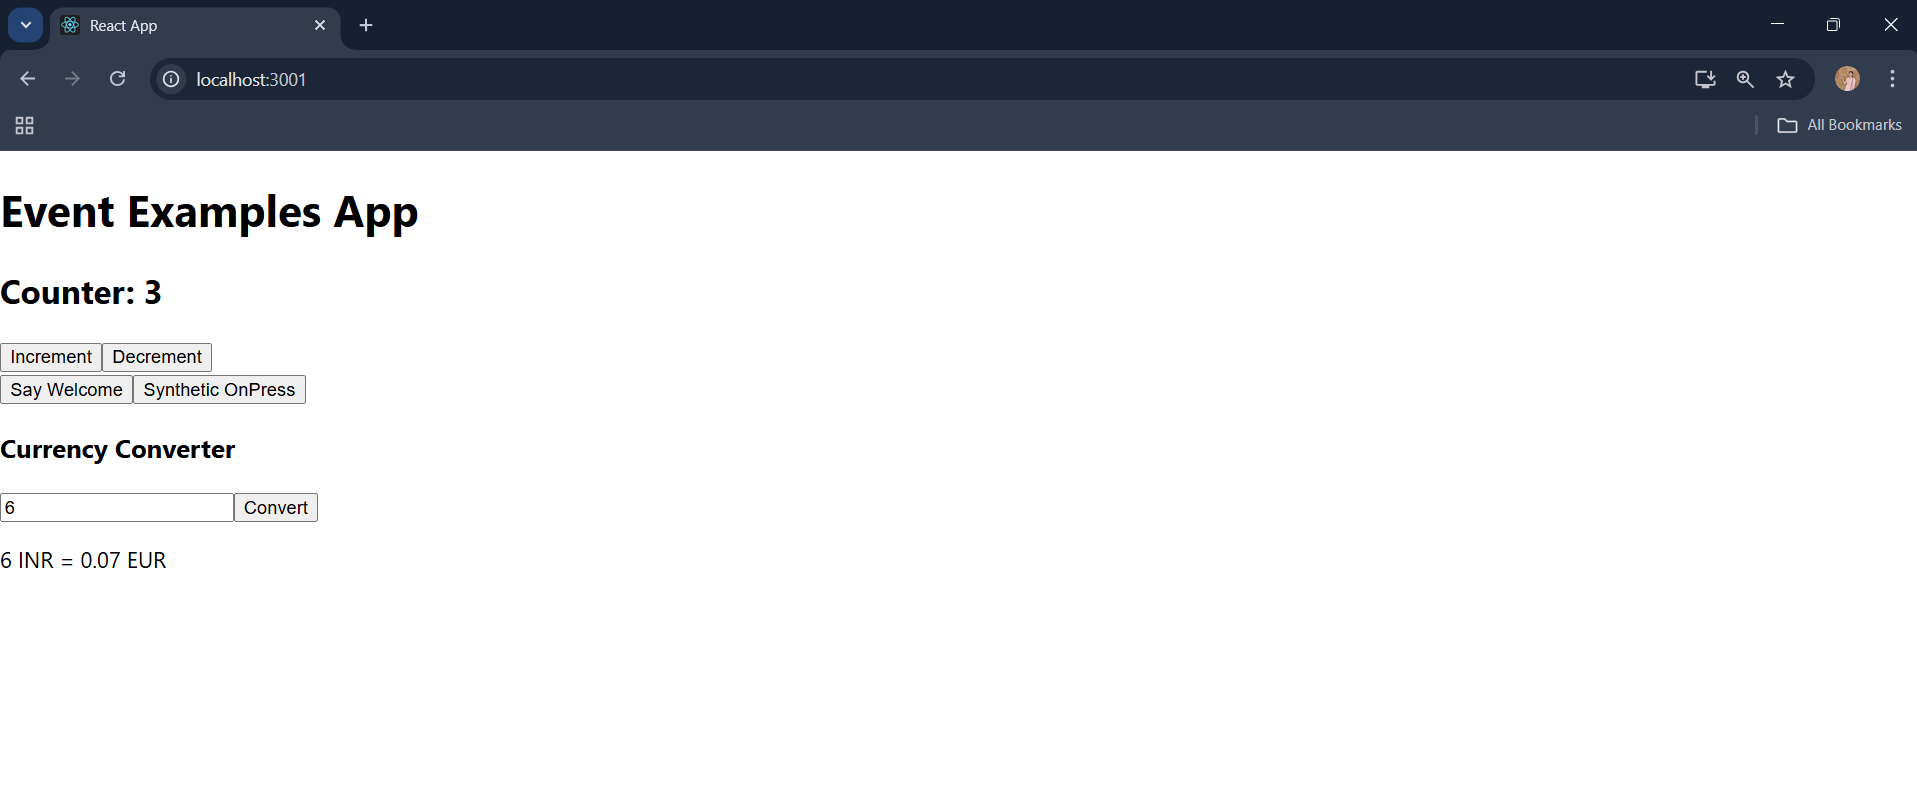 React App
localhost:3001
All Bookmarks
Event Examples App
Counter: 3
Increment Decrement
Say Welcome Synthetic OnPress
Currency Converter
6 Convert
6 INR = 0.07 EUR